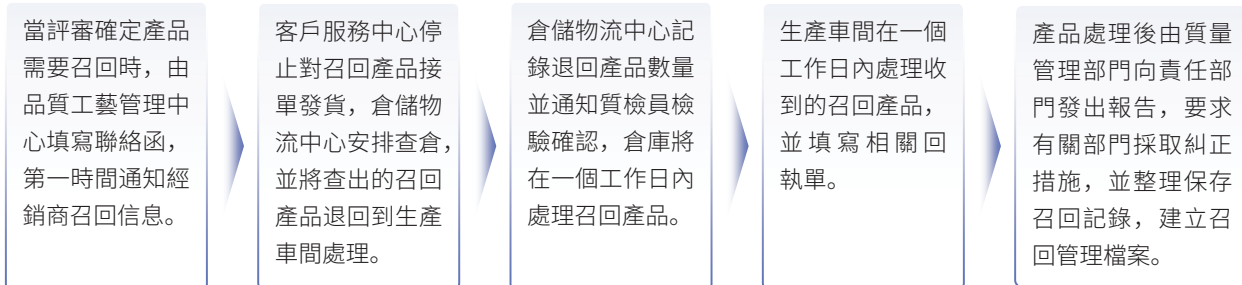 當評審確定產品
需要召回時，由
品質工藝管理中
心填寫聯絡函，
第一時間通知經
銷商召回信息。
客戶服務中心停
止對召回產品接
單發貨，倉儲物
流中心安排查倉，
並將查出的召回
產品退回到生產
車間處理。
倉儲物流中心記
錄退回產品數量
並通知質檢員檢
驗確認，倉庫將
在一個工作日內
處理召回產品。
生產車間在一個
工作日內處理收
到的召回產品，
並填寫相關回
執單。
產品處理後由質量
管理部門向責任部
門發出報告，要求
有關部門採取糾正
措施，並整理保存
召回記錄，建立召
回管理檔案。